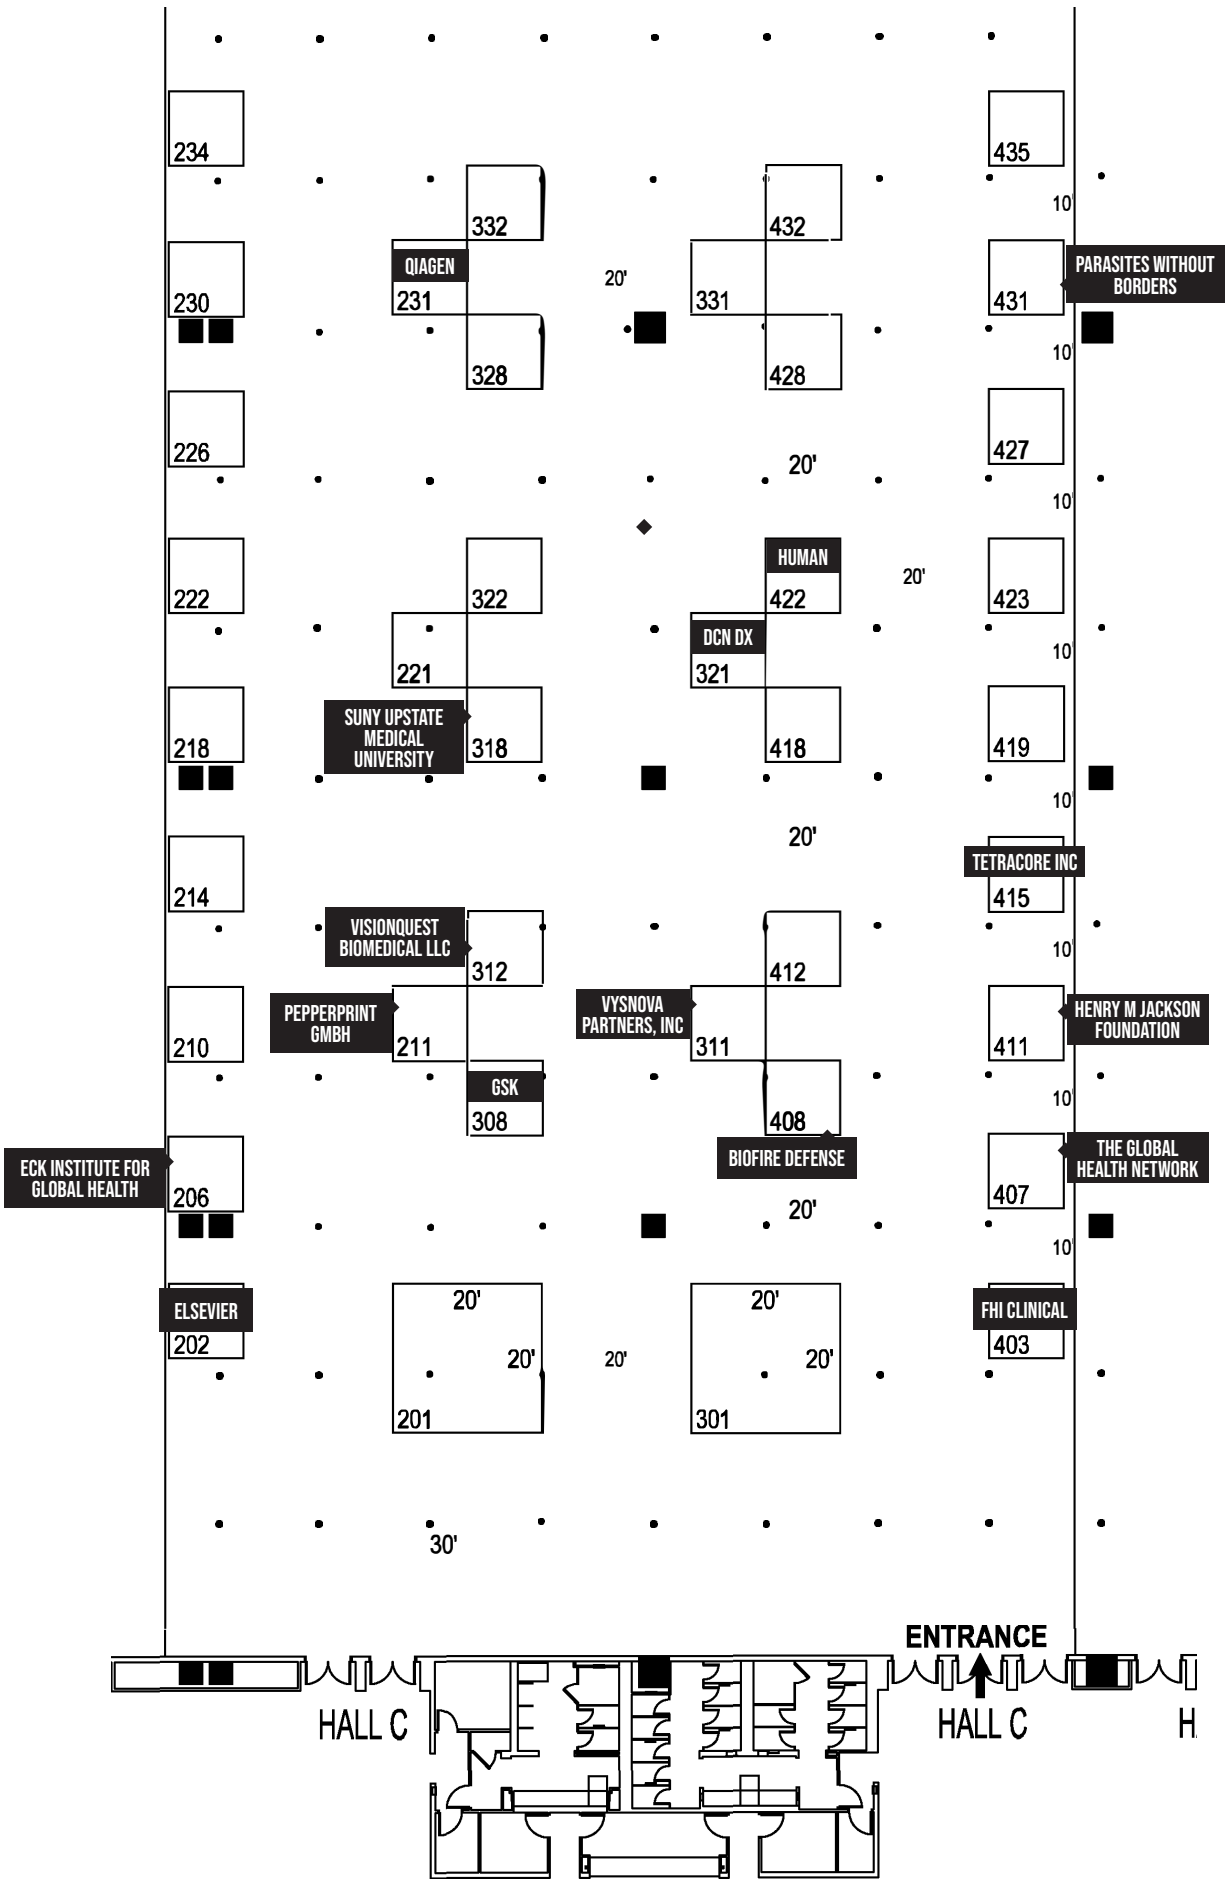 234
435
10'
332
432
QIAGEN
20'
PARASITES WITHOUT
BORDERS
230
231
331
431
10'
328
428
226
427
20'
10'
HUMAN
20'
222
322
422
423
DCN DX
10'
221
321
SUNY UPSTATE
MEDICAL
UNIVERSITY
218
318
418
419
10'
20'
TETRACORE INC
214
415
VISIONQUEST
BIOMEDICAL LLC
10'
312
412
PEPPERPRINT
GMBH
VYSNOVA
PARTNERS, INC
HENRY M JACKSON
FOUNDATION
210
211
311
411
GSK
10'
308
408
ECK INSTITUTE FOR
GLOBAL HEALTH
BIOFIRE DEFENSE
THE GLOBAL
HEALTH NETWORK
206
407
20'
10'
ELSEVIER
20'
20'
FHI CLINICAL
202
20'
20'
20'
403
201
301
30'
ENTRANCE
HALL C
HALL C
H